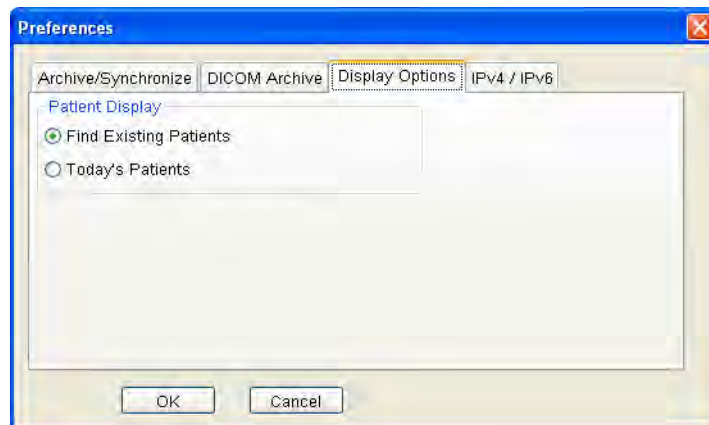 Preferences
Archive/Synchronize DICOM Archive Display Options IPv4 / IPv6
Patient Display
Find Existing Patients
Today's Patients
OK Cancel